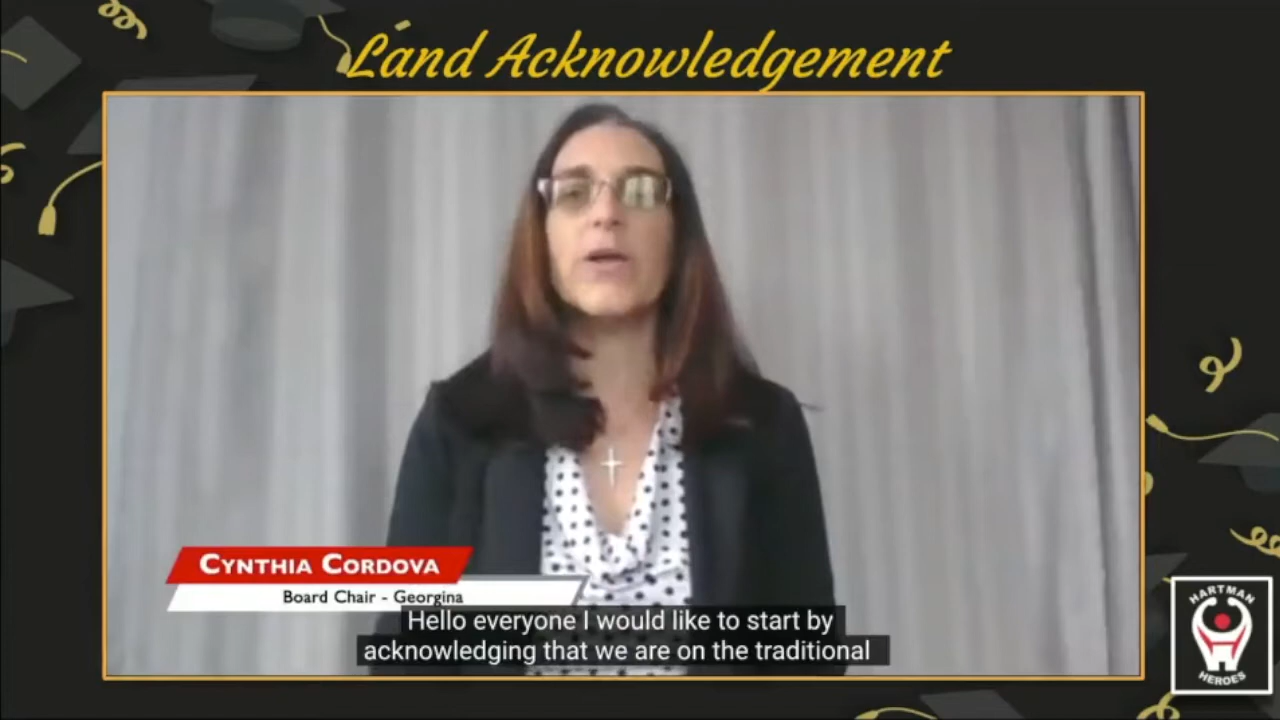 Land Acknowledgement
CYNTHIA CORDOVA
Board Chair - Georgina
Hello everyone I would like to start by
acknowledging that we are on the traditional
HARTMAN
HEROES